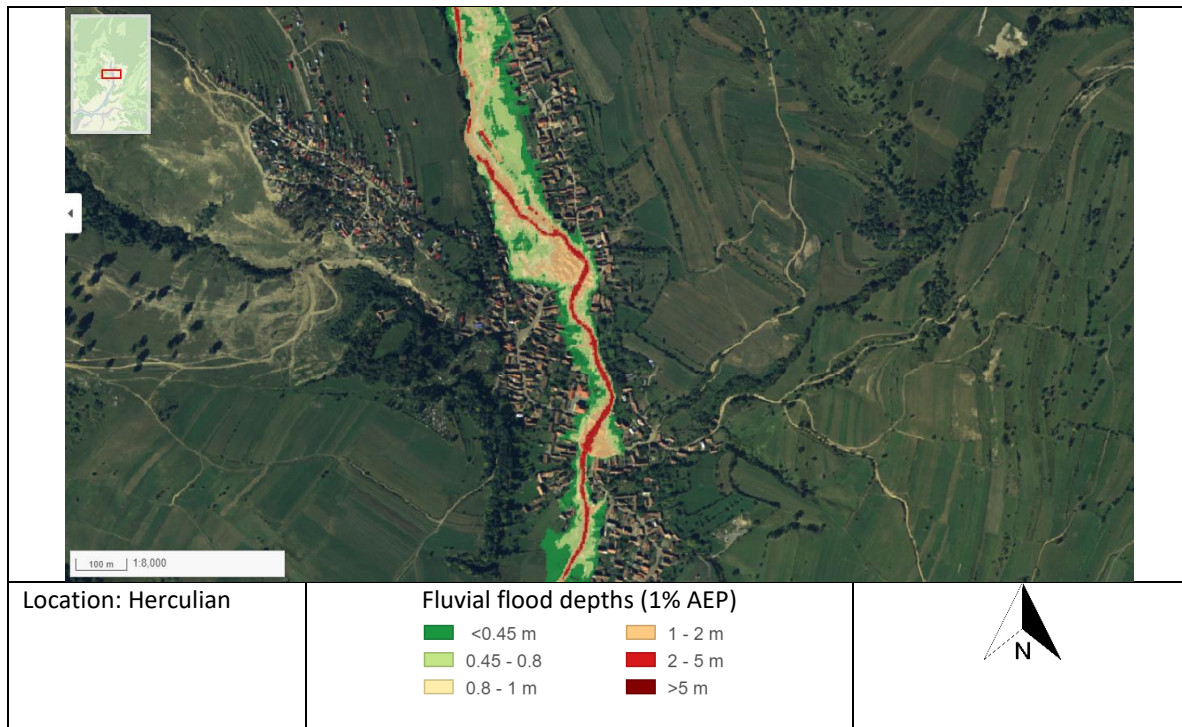 100 m 1:8,000
Location: Herculian
Fluvial flood depths (1% AEP)
<0.45 m
0.45 - 0.8
0.8 - 1 m
1 - 2 m
2 - 5 m
>5 m
N